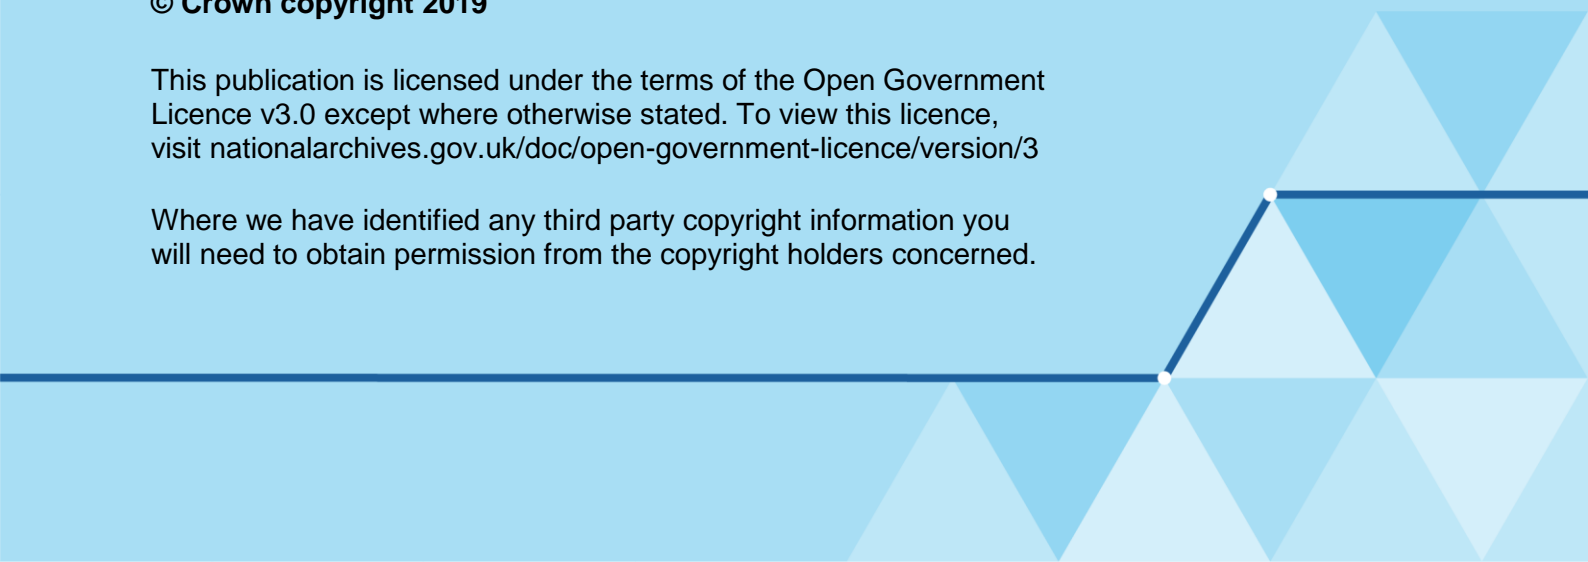 © Crown copyright 2019
This publication is licensed under the terms of the Open Government
Licence v3.0 except where otherwise stated. To view this licence,
visit nationalarchives.gov.uk/doc/open-government-licence/version/3
Where we have identified any third party copyright information you
will need to obtain permission from the copyright holders concerned.